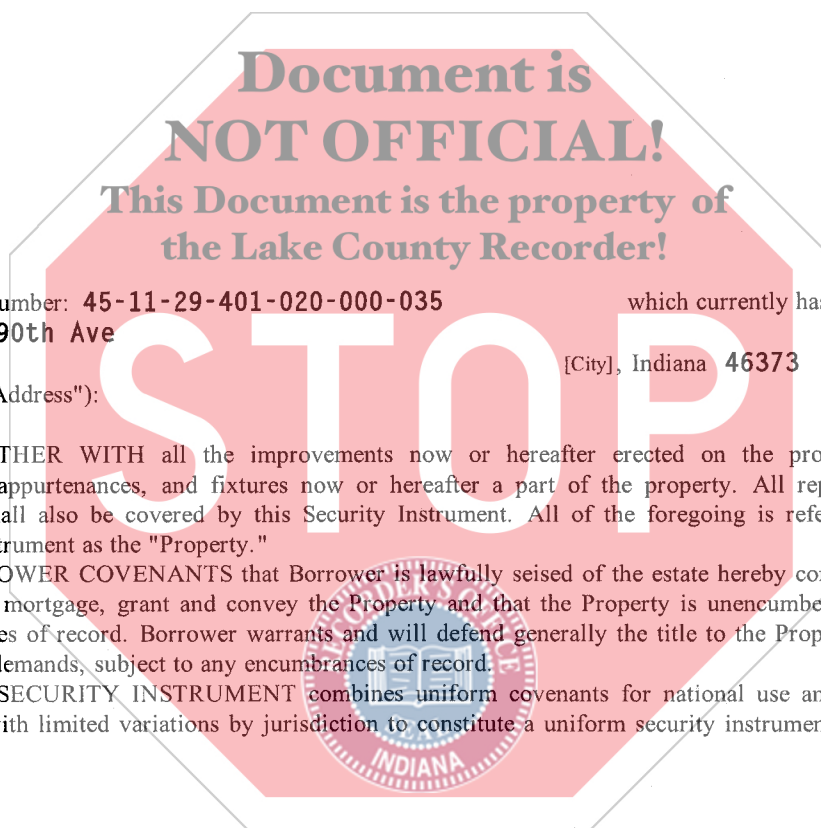 Document is
NOT OFFICIAL!
This Document is the property of
the Lake County Recorder!
umber: 45-11-29-401-020-000-035 which currently has
90th Ave
[City], Indiana 46373
Address"):
STOP
THER WITH all the improvements now or hereafter erected on the pro
appurtenances, and fixtures now or hereafter a part of the property. All rep
all also be covered by this Security Instrument. All of the foregoing is refe
trument as the "Property."
OWER COVENANTS that Borrower is lawfully seised of the estate hereby co
mortgage, grant and convey the Property and that the Property is unencumbe
es of record. Borrower warrants and will defend generally the title to the Prop
demands, subject to any encumbrances of record.
SECURITY INSTRUMENT combines uniform covenants for national use an
with limited variations by jurisdiction to constitute a uniform security instrumen
RECORDER'S OFFICE
SEAL
INDIANA